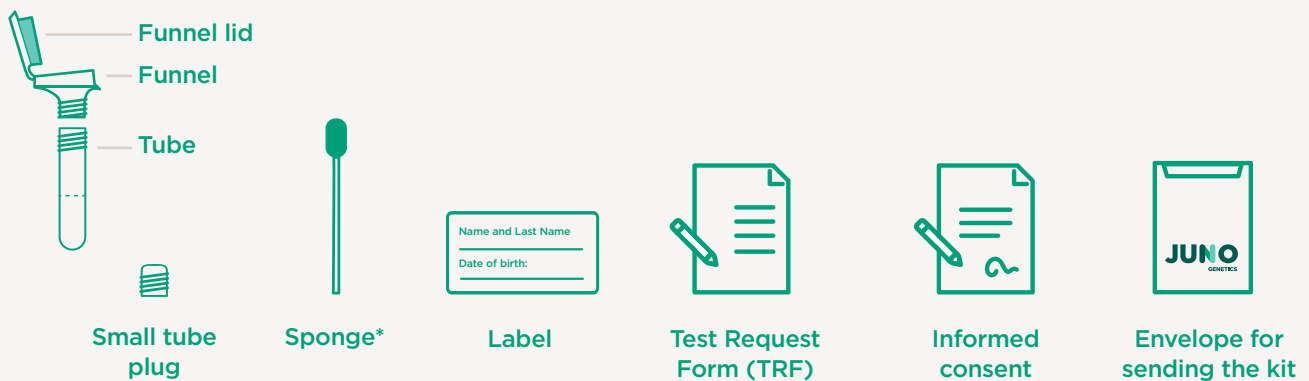 Funnel lid
Funnel
Tube
Name and Last Name
Date of birth:
JUNO
GENETICS
Small tube
plug
Sponge*
Label
Test Request
Form (TRF)
Informed
consent
Envelope for
sending the kit